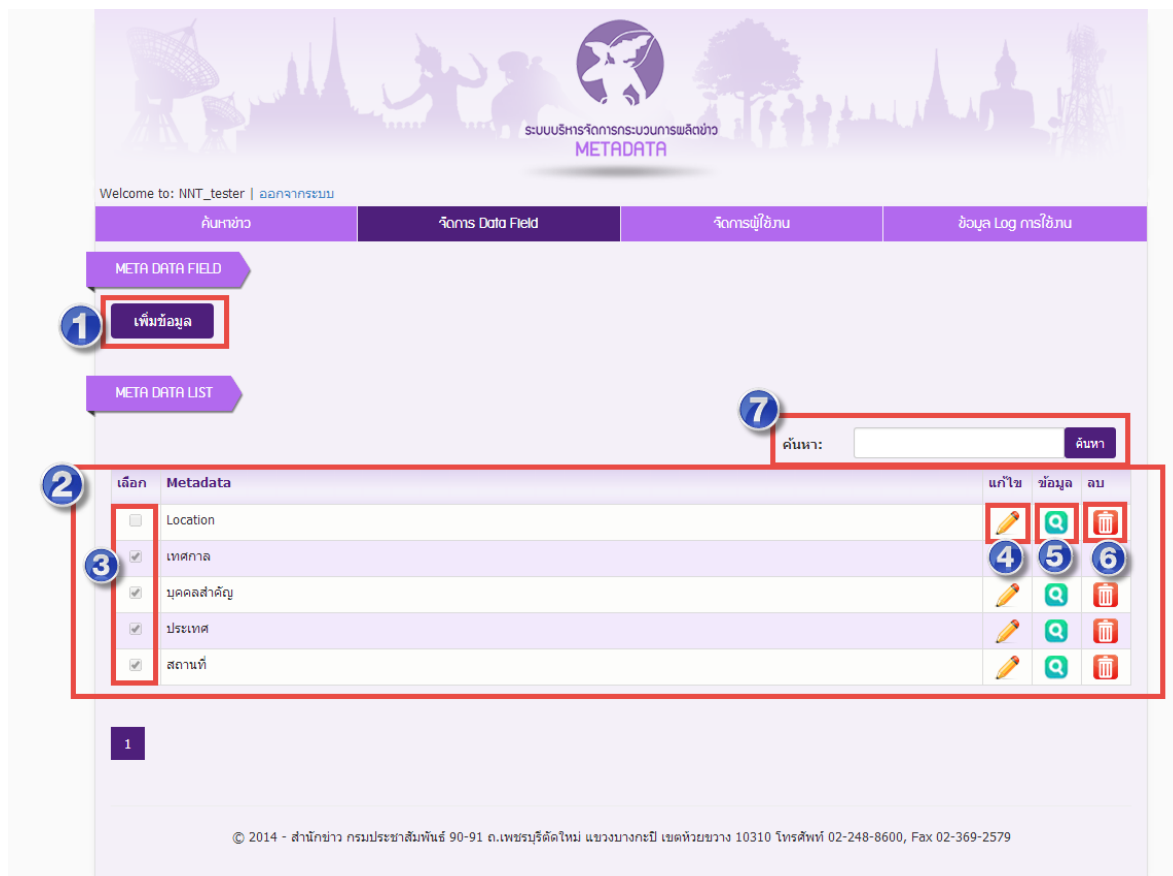 ระบบบริหารจัดการกระบวนการผลิตข่าว
METADATA
Welcome to: NNT_tester | ออกจากระบบ
ค้นหาข่าว จัดการ Data Field จัดการผู้ใช้งาน ข้อมูล Log การใช้งาน
META DATA FIELD
1
เพิ่มข้อมูล
META DATA LIST
7
ค้นหา: ค้นหา
2
เลือก Metadata แก้ไข ข้อมูล ลบ
Location
3
เทศกาล
4 5 6
บุคคลสำคัญ
ประเทศ
สถานที่
1
© 2014 - สำนักข่าว กรมประชาสัมพันธ์ 90-91 ถ.เพชรบุรีตัดใหม่ แขวงบางกะปิ เขตห้วยขวาง 10310 โทรศัพท์ 02-248-8600, Fax 02-369-2579